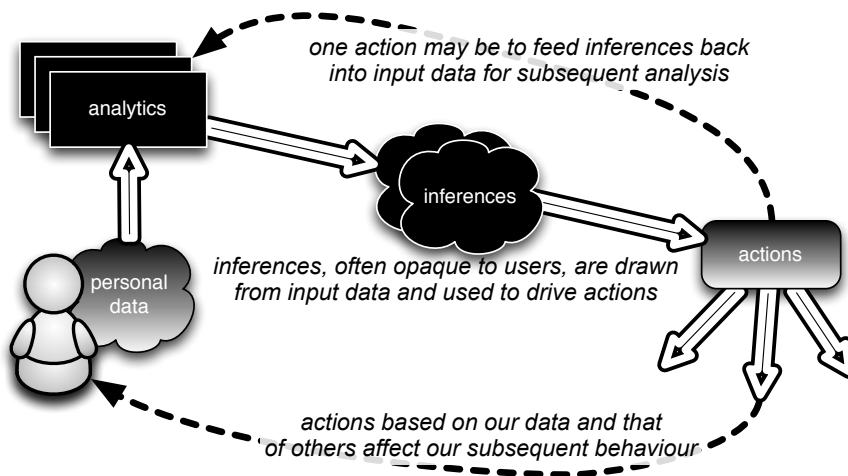 one action may be to feed inferences back
into input data for subsequent analysis
analytics
inferences
actions
personal
data
inferences, often opaque to users, are drawn
from input data and used to drive actions
actions based on our data and that
of others affect our subsequent behaviour